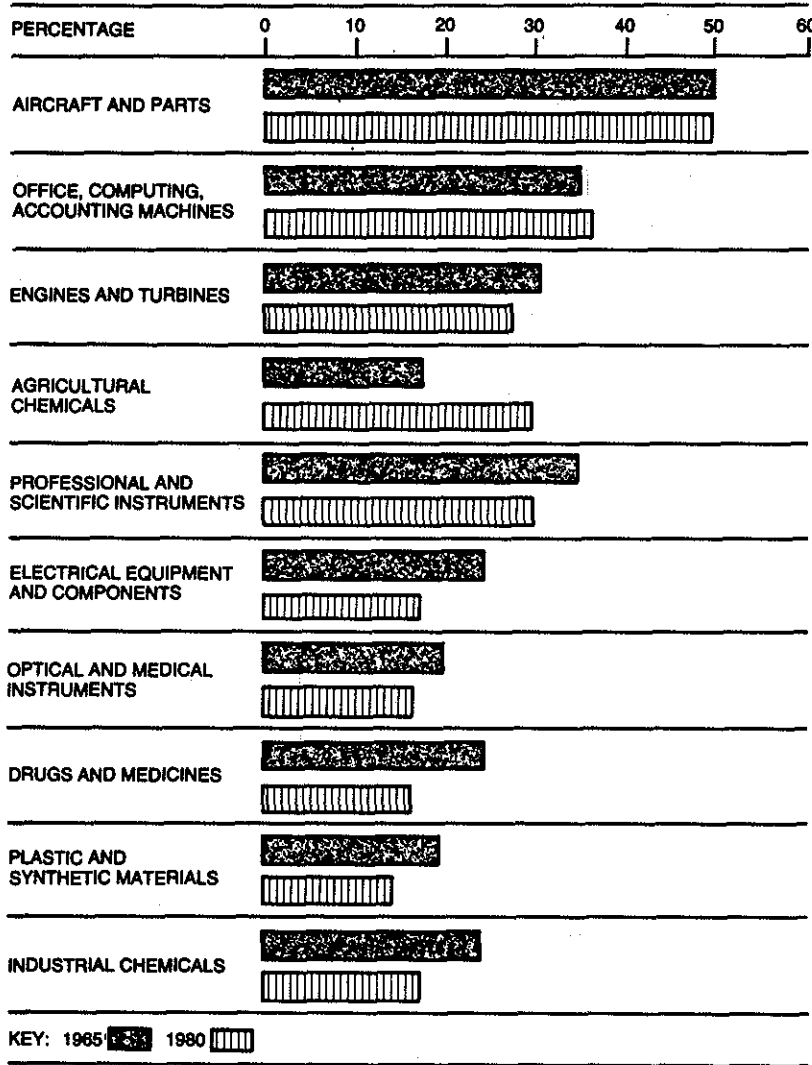 PERCENTAGE 0 10 20 30 40 50 60
AIRCRAFT AND PARTS
OFFICE, COMPUTING,
ACCOUNTING MACHINES
ENGINES AND TURBINES
AGRICULTURAL
CHEMICALS
PROFESSIONAL AND
SCIENTIFIC INSTRUMENTS
ELECTRICAL EQUIPMENT
AND COMPONENTS
OPTICAL AND MEDICAL
INSTRUMENTS
DRUGS AND MEDICINES
PLASTIC AND
SYNTHETIC MATERIALS
INDUSTRIAL CHEMICALS
KEY: 1965 1980